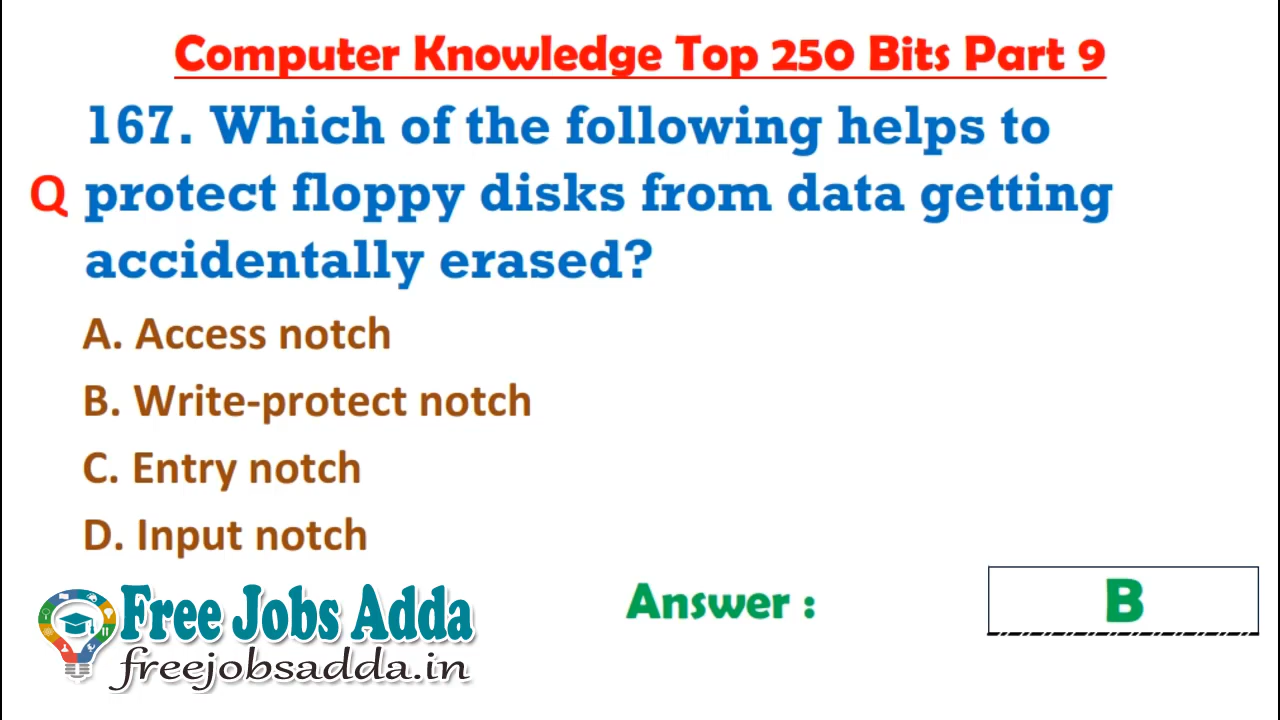 Computer Knowledge Top 250 Bits Part 9
167. Which of the following helps to
Q protect floppy disks from data getting
accidentally erased?
A. Access notch
B. Write-protect notch
C. Entry notch
D. Input notch
Free Jobs Adda
freejobsadda.in
Answer :
B